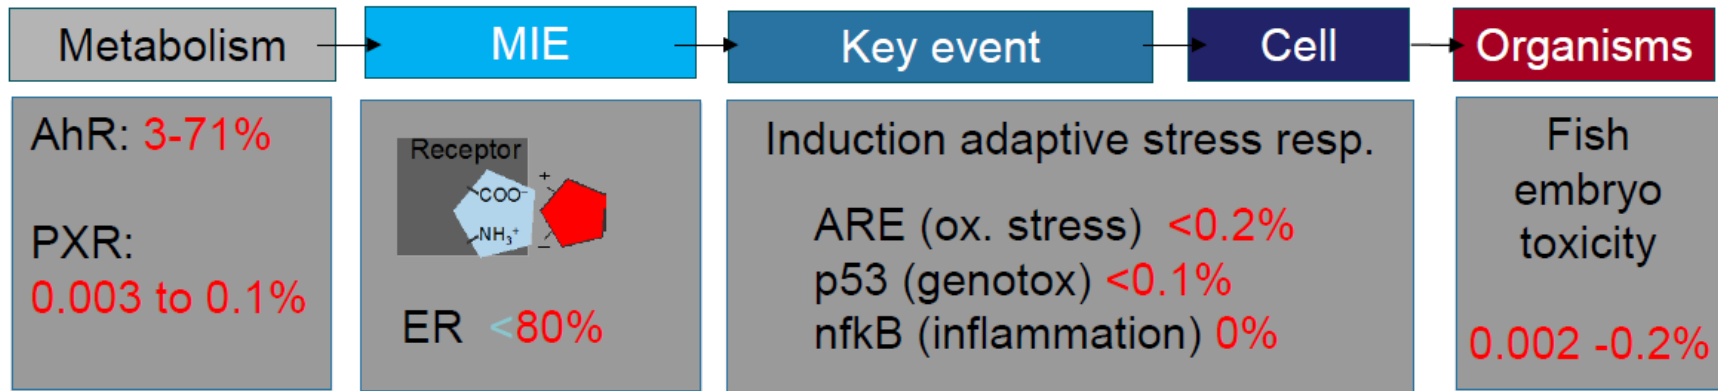 Metabolism
MIE
Key event
Cell
Organisms
AhR: 3-71%
PXR:
0.003 to 0.1%
Receptor
COO⁻
NH₃⁺
+
−
ER <80%
Induction adaptive stress resp.
ARE (ox. stress) <0.2%
p53 (genotox) <0.1%
nfkB (inflammation) 0%
Fish
embryo
toxicity
0.002 -0.2%